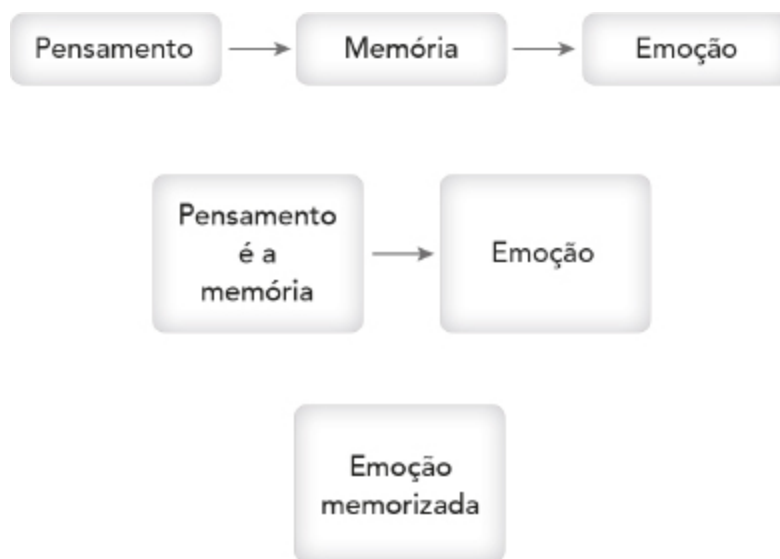 Pensamento
Memória
Emoção
Pensamento
é a
memória
Emoção
Emoção
memorizada